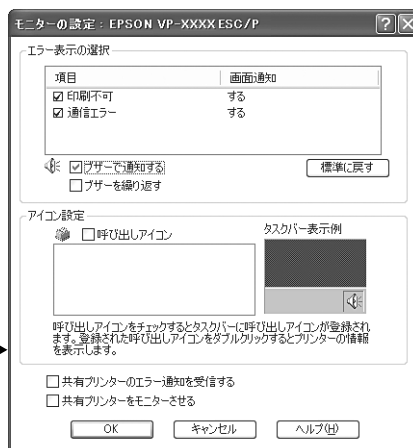 モニターの設定：EPSON VP-XXXX ESC/P
エラー表示の選択
項目 画面通知
印刷不可 する
通信エラー する
ブザーで通知する 標準に戻す
ブザーを繰り返す
アイコン設定
呼び出しアイコン タスクバー表示例
呼び出しアイコンをチェックするとタスクバーに呼び出しアイコンが登録され
ます。登録された呼び出しアイコンをダブルクリックするとプリンターの情報
を表示します。
共有プリンターのエラー通知を受信する
共有プリンターをモニターさせる
OK キャンセル ヘルプ(H)